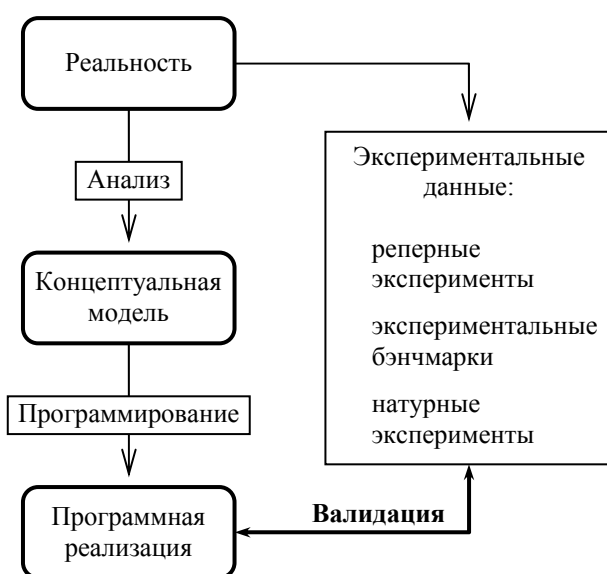 Реальность
Анализ
Концептуальная
модель
Программирование
Программная
реализация
Экспериментальные
данные:
реперные
эксперименты
экспериментальные
бэнчмарки
натурные
эксперименты
Валидация